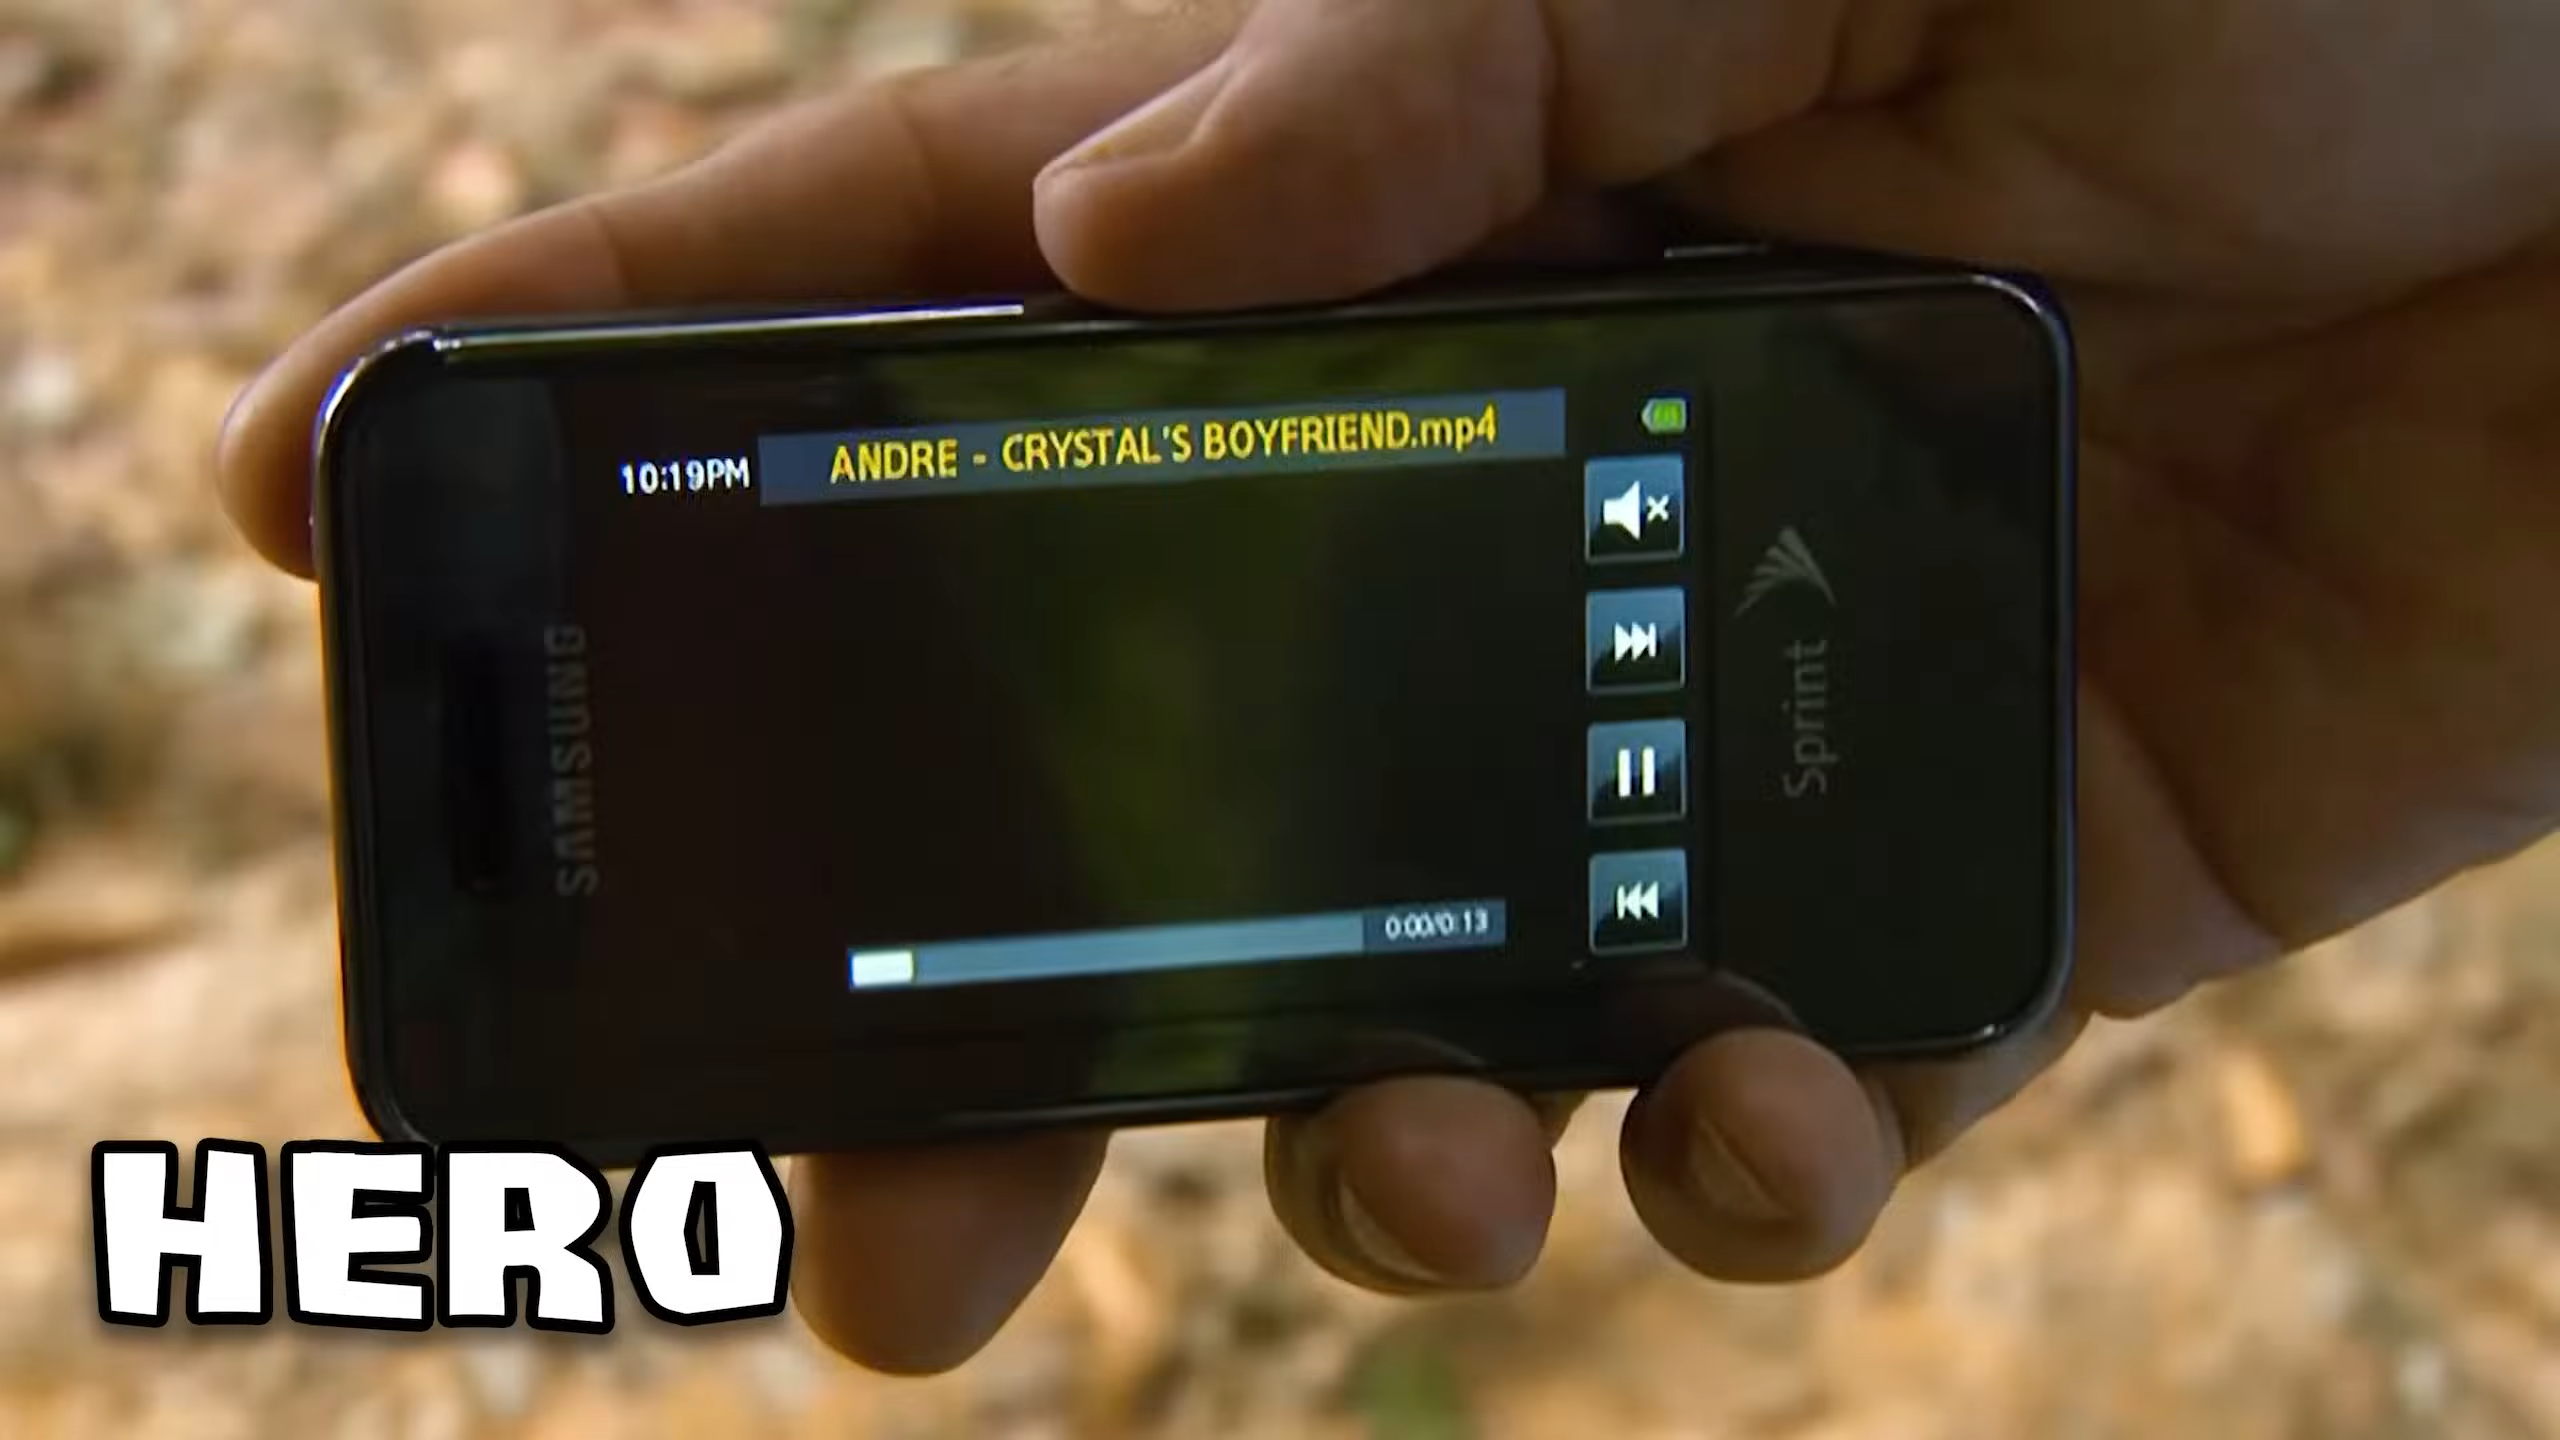 10:19PM
ANDRE - CRYSTAL'S BOYFRIEND.mp4
SAMSUNG
Sprint
0:00/0:13
HERO